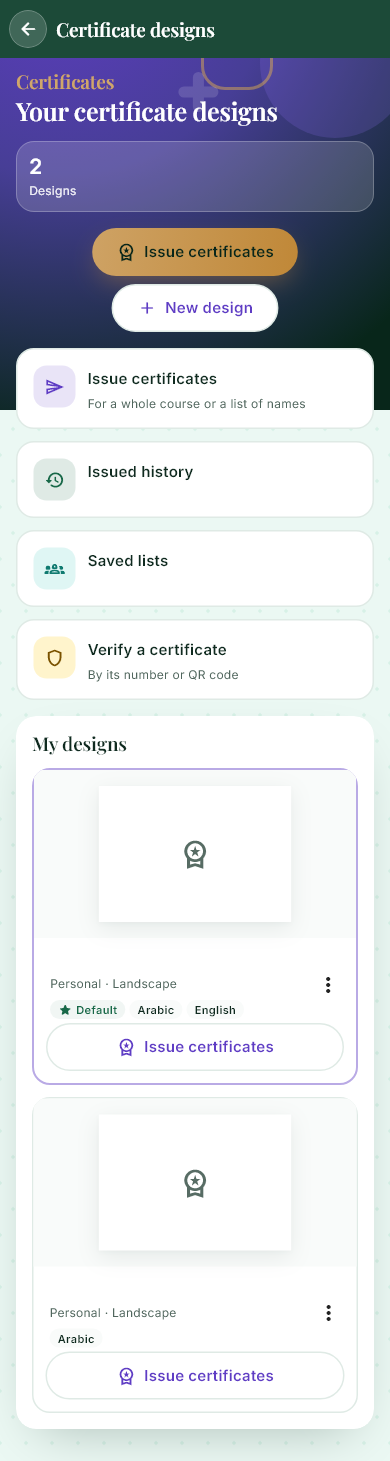 Certificate designs
Certificates
Your certificate designs
2
Designs
Issue certificates
New design
Issue certificates
For a whole course or a list of names
Issued history
Saved lists
Verify a certificate
By its number or QR code
My designs
Personal · Landscape
Default Arabic English
Issue certificates
Personal · Landscape
Arabic
Issue certificates